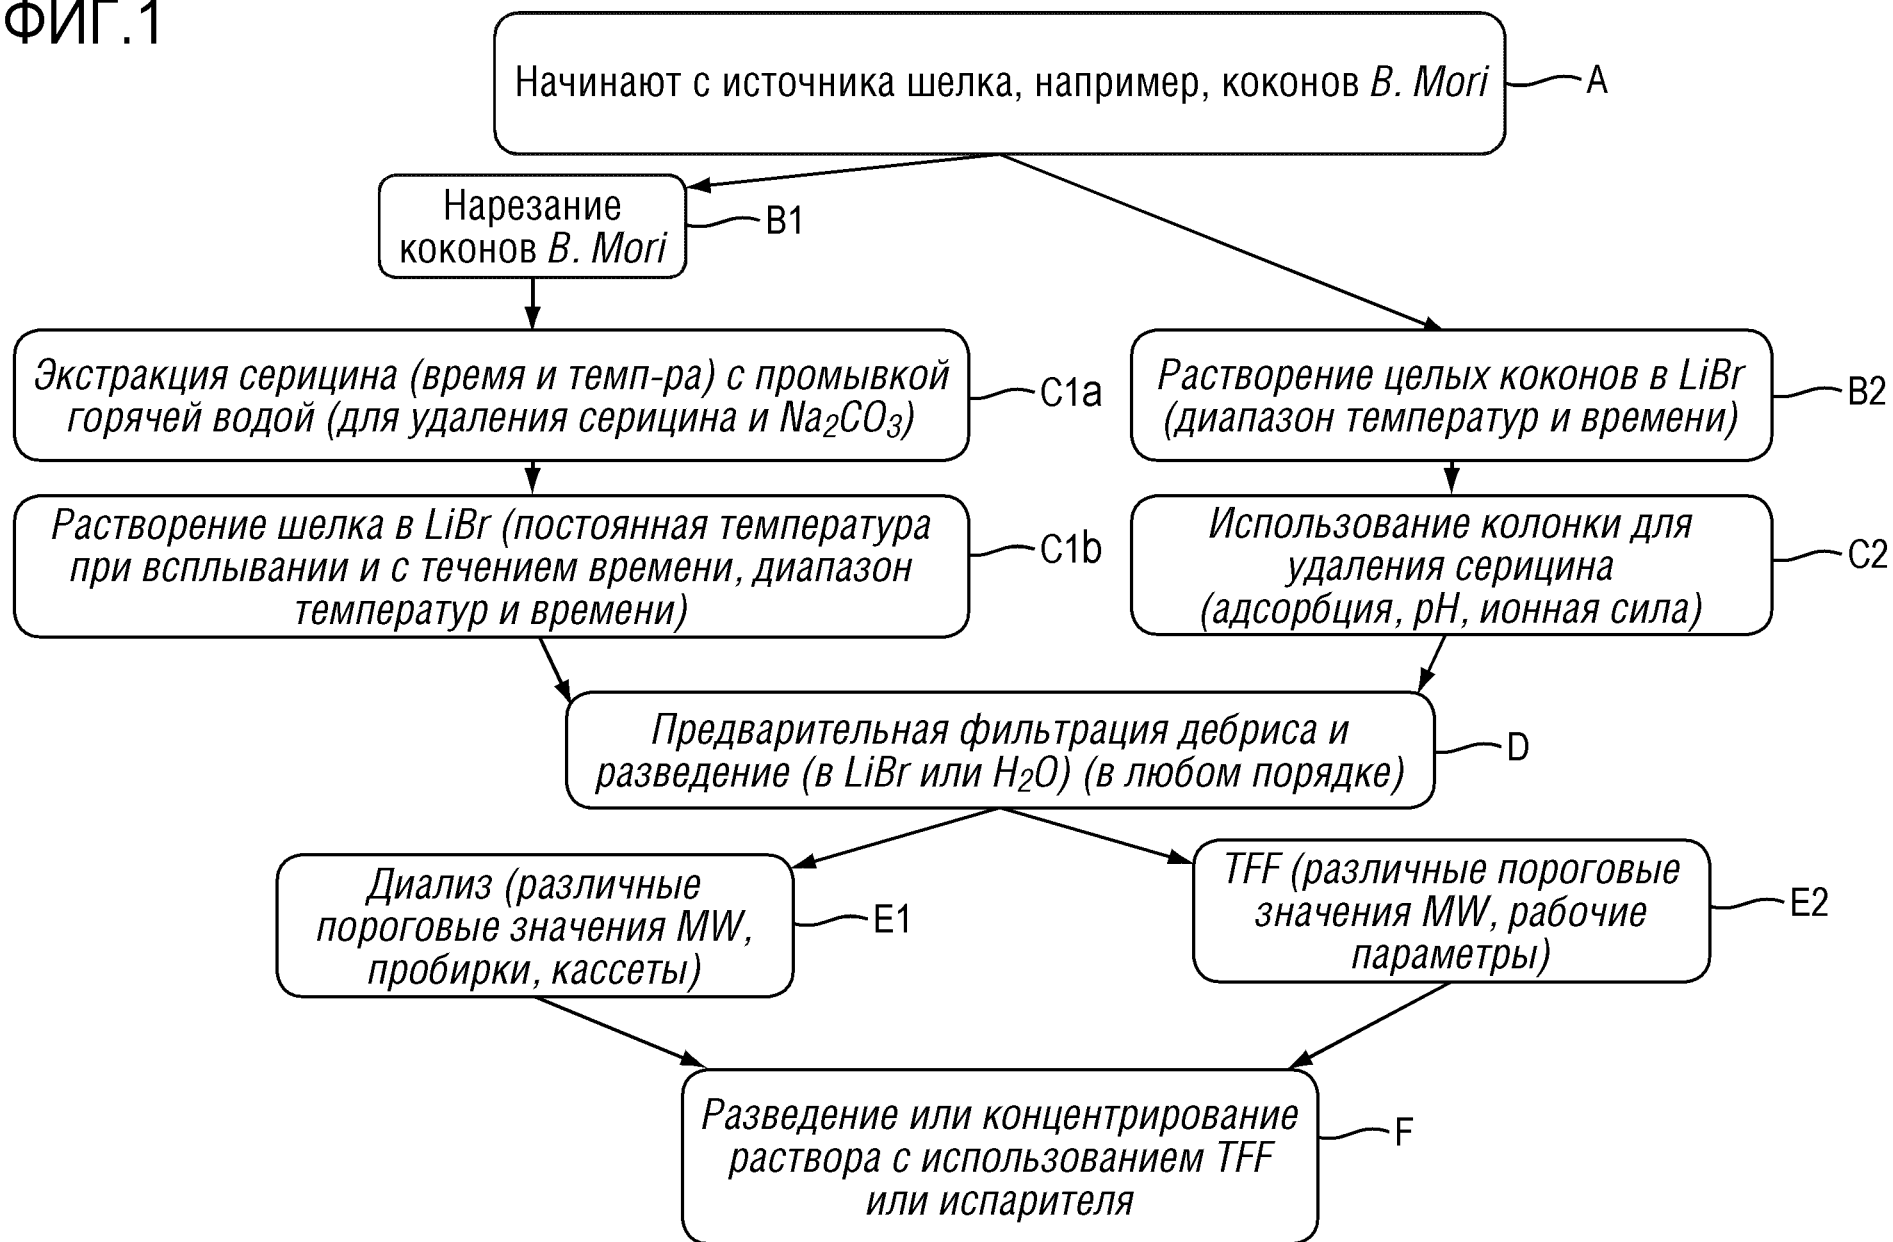 ФИГ.1
Начинают с источника шелка, например, коконов B. Mori
A
Нарезание
коконов B. Mori
B1
Экстракция серицина (время и темп-ра) с промывкой
горячей водой (для удаления серицина и Na₂CO₃)
C1a
Растворение целых коконов в LiBr
(диапазон температур и времени)
B2
Растворение шелка в LiBr (постоянная температура
при всплывании и с течением времени, диапазон
температур и времени)
C1b
Использование колонки для
удаления серицина
(адсорбция, pH, ионная сила)
C2
Предварительная фильтрация дебриса и
разведение (в LiBr или H₂O) (в любом порядке)
D
Диализ (различные
пороговые значения MW,
пробирки, кассеты)
E1
TFF (различные пороговые
значения MW, рабочие
параметры)
E2
Разведение или концентрирование
раствора с использованием TFF
или испарителя
F